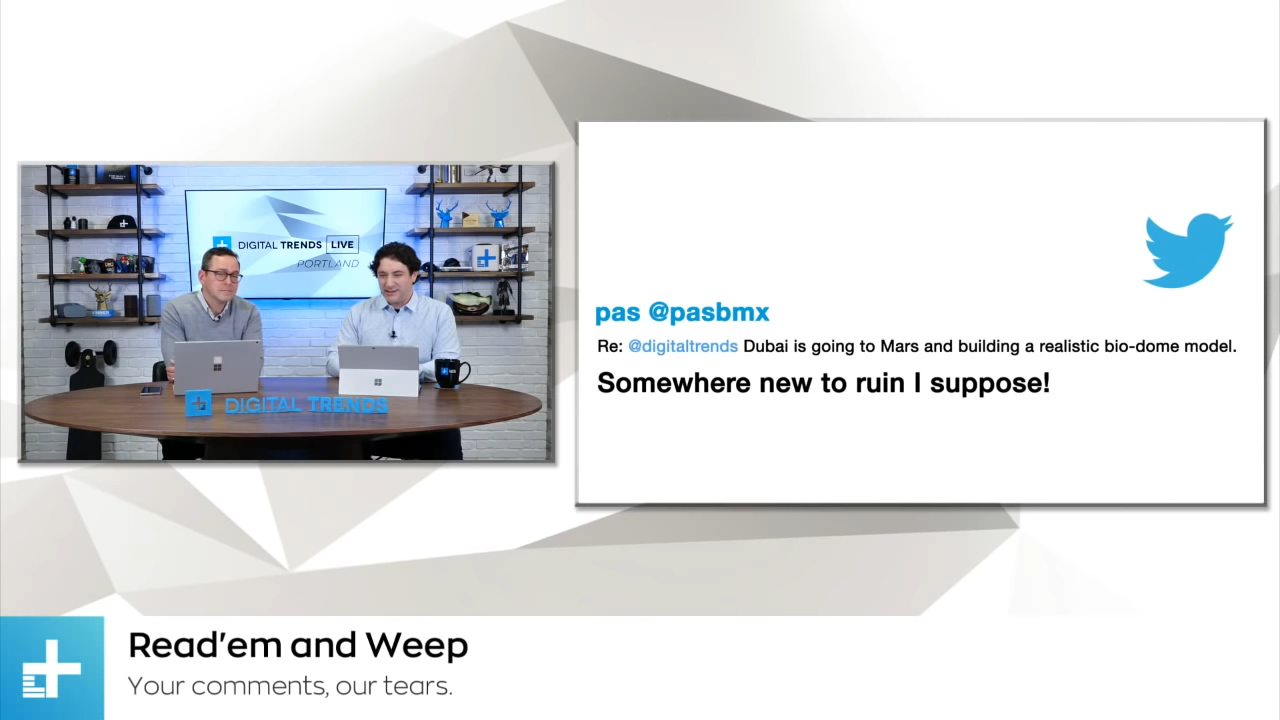 DIGITAL TRENDS LIVE
PORTLAND
DIGITAL TRENDS
pas @pasbmx
Re: @digitaltrends Dubai is going to Mars and building a realistic bio-dome model.
Somewhere new to ruin I suppose!
Read'em and Weep
Your comments, our tears.